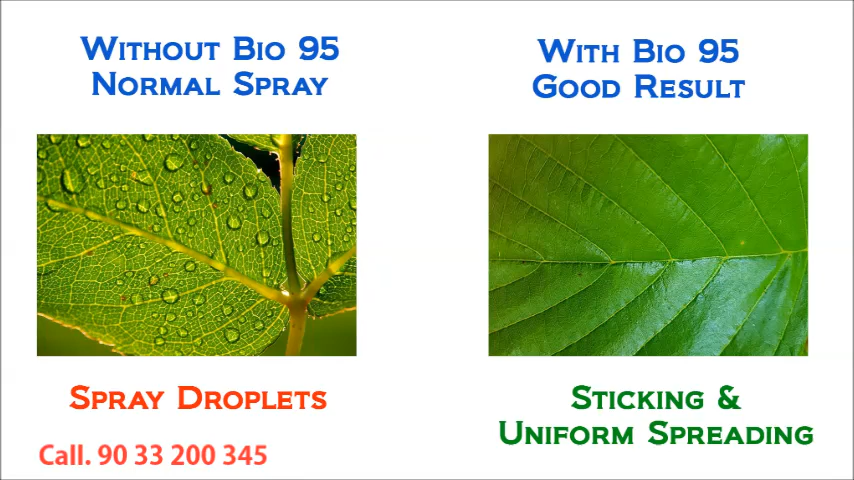 Without Bio 95
Normal Spray
With Bio 95
Good Result
Spray Droplets
Sticking &
Uniform Spreading
Call. 90 33 200 345